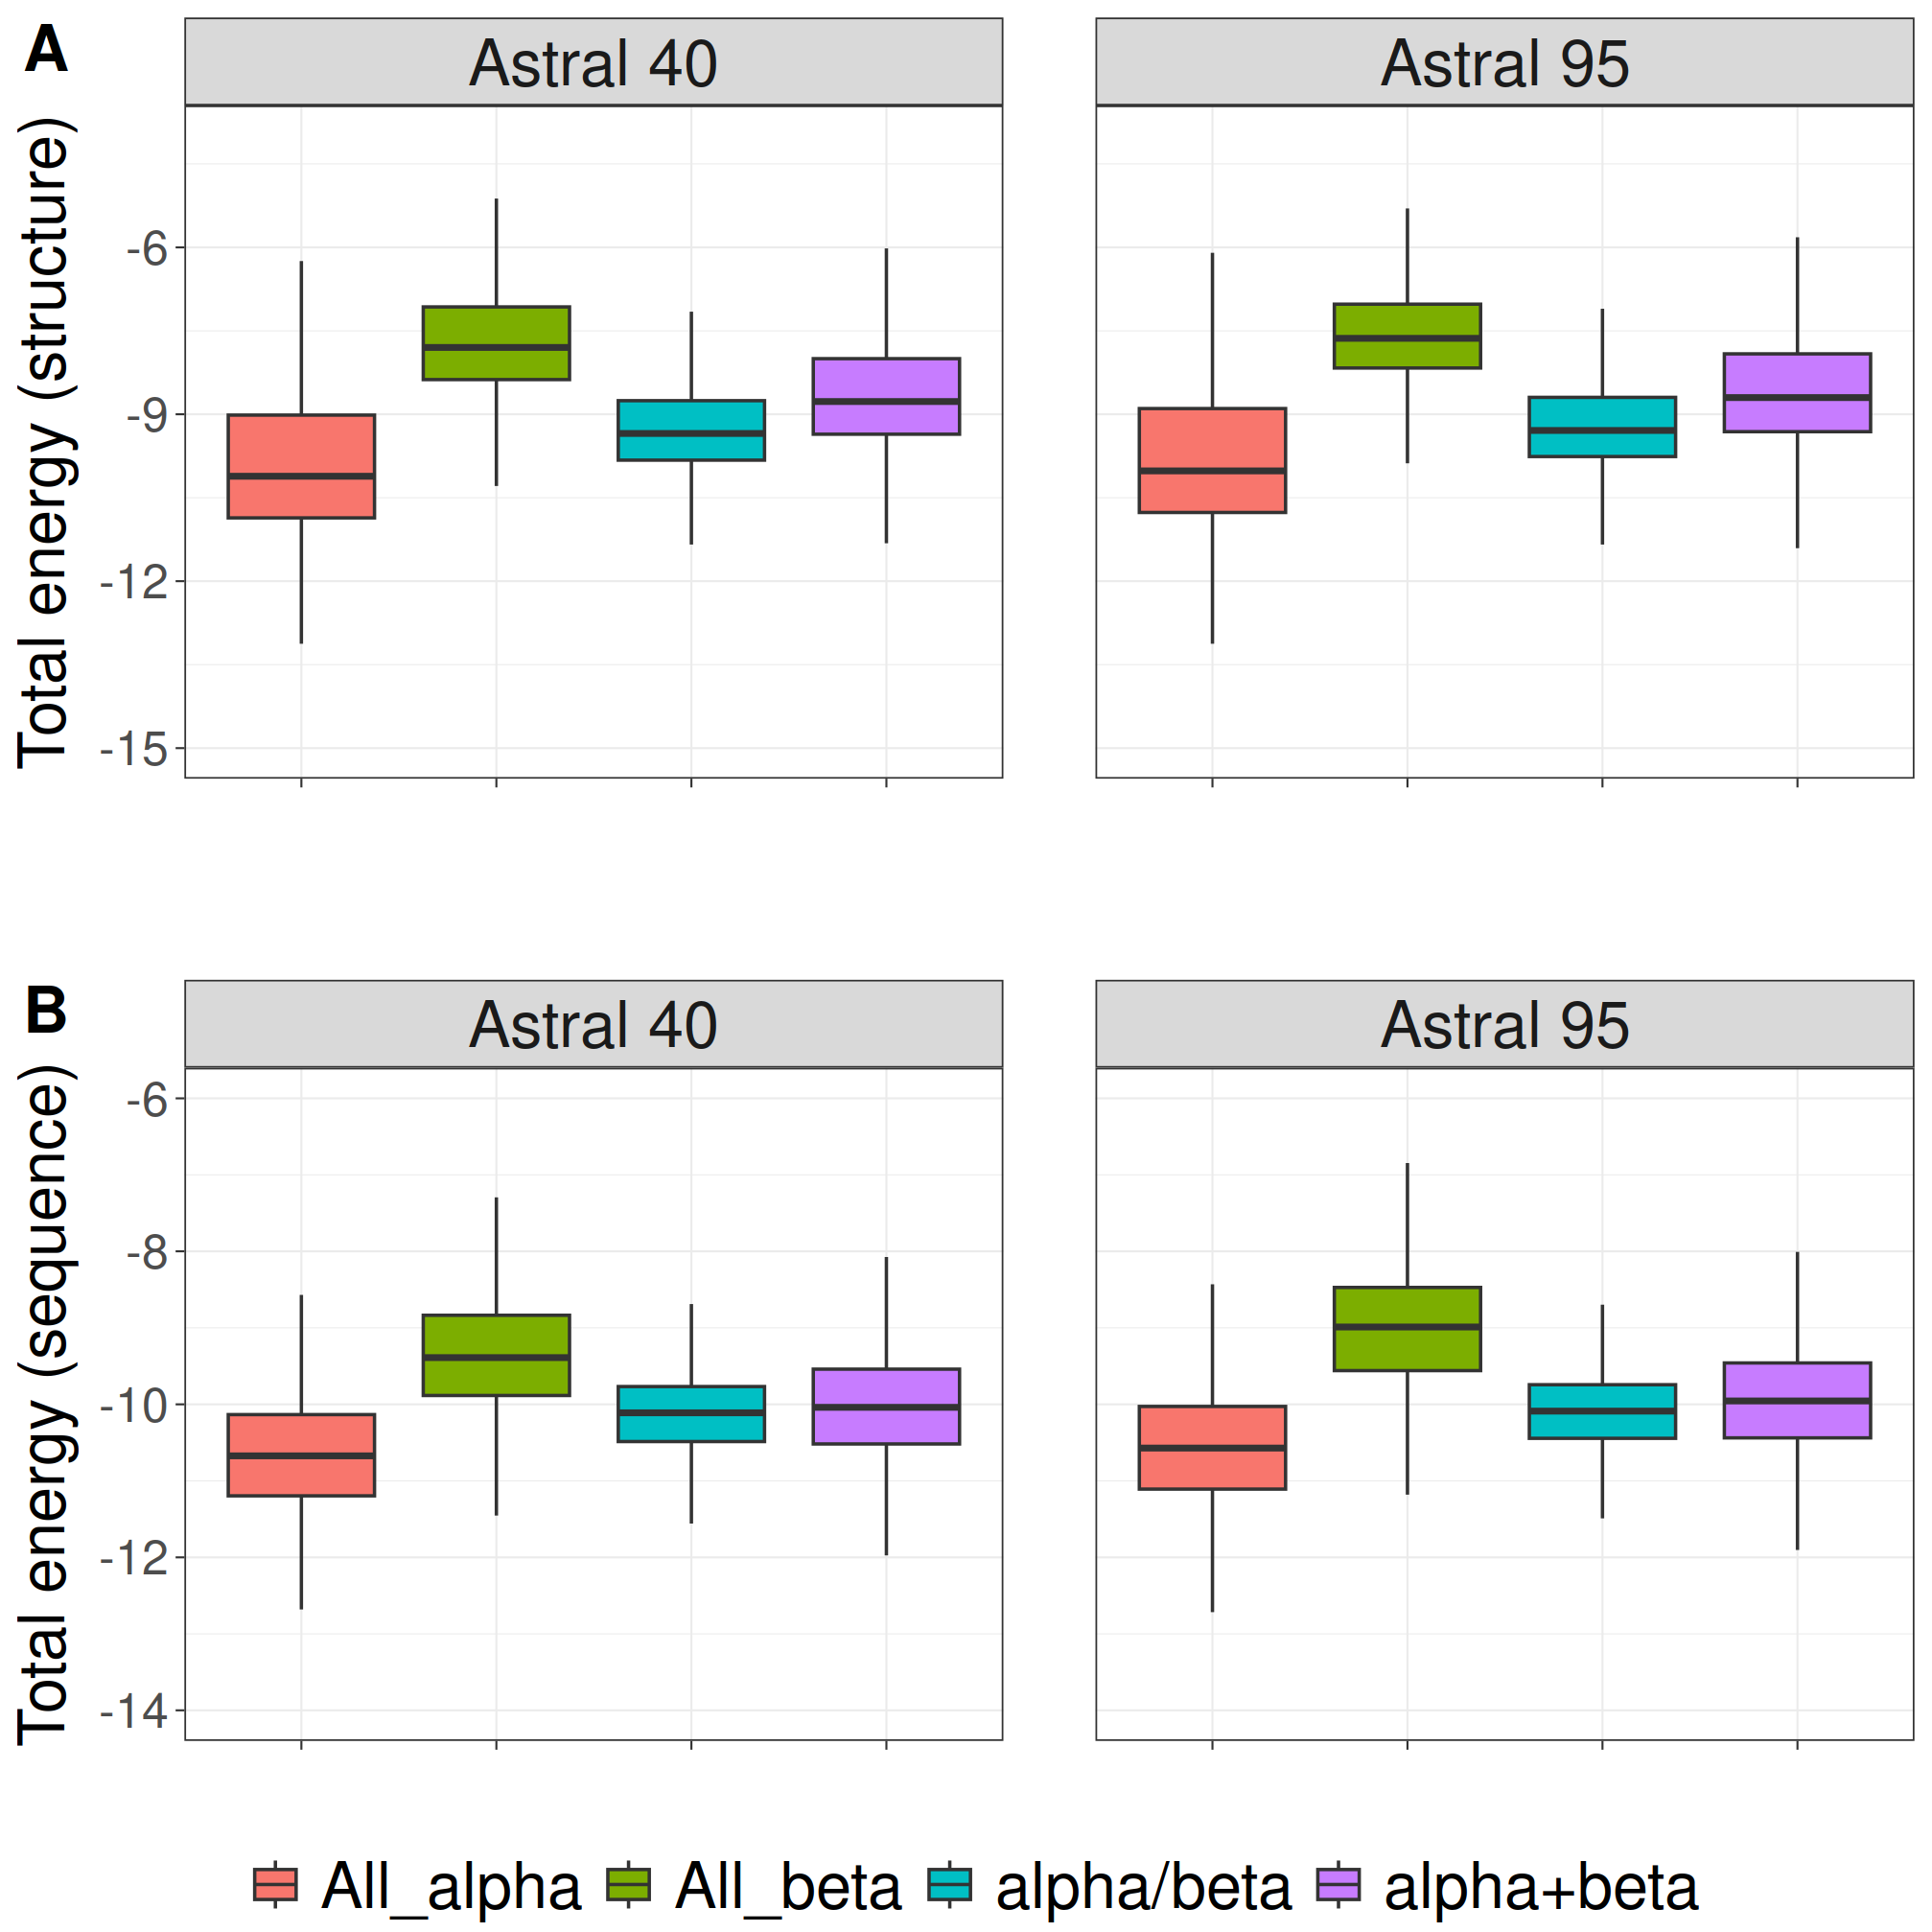 A
Astral 40
Astral 95
Total energy (structure)
-6
-9
-12
-15
B
Astral 40
Astral 95
Total energy (sequence)
-6
-8
-10
-12
-14
All_alpha All_beta alpha/beta alpha+beta